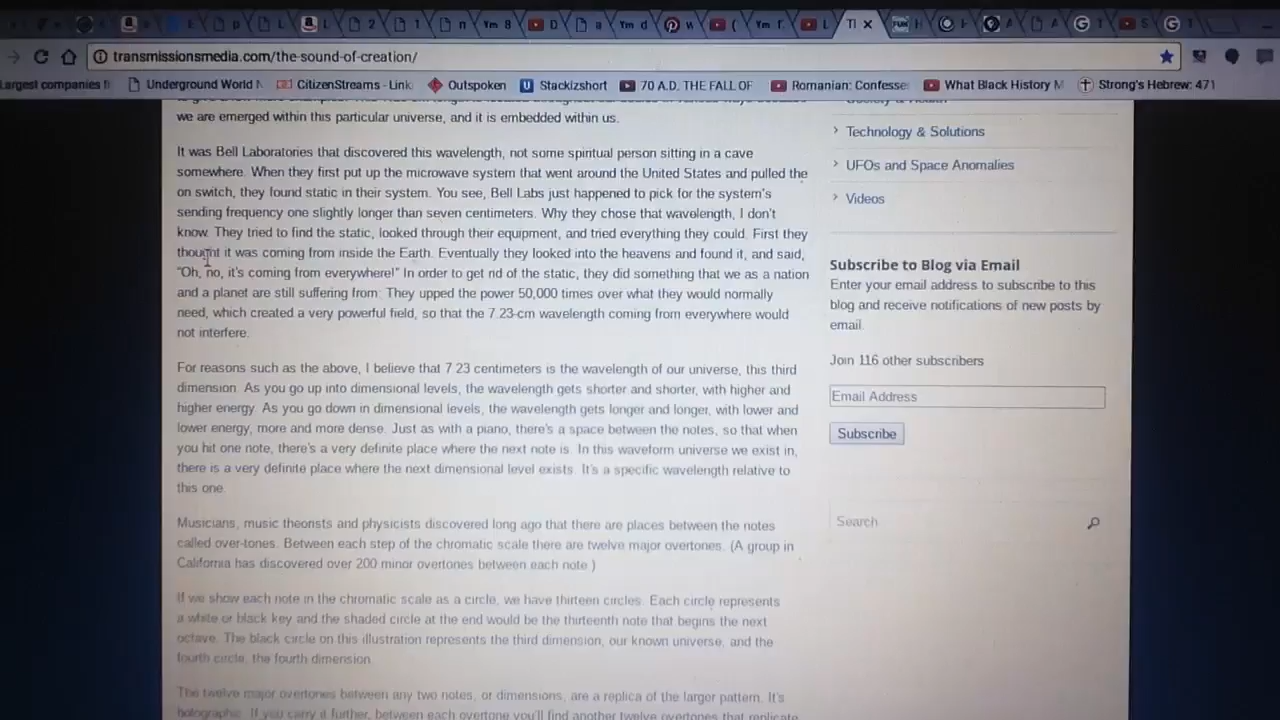 transmissionsmedia.com/the-sound-of-creation/
Largest companies Underground World CitizenStreams - Link Outspoken Stackizshort 70 A.D. THE FALL OF Romanian: Confesse What Black History Strong's Hebrew: 471
we are emerged within this particular universe, and it is embedded within us.
It was Bell Laboratories that discovered this wavelength, not some spiritual person sitting in a cave
somewhere. When they first put up the microwave system that went around the United States and pulled the
on switch, they found static in their system. You see, Bell Labs just happened to pick for the system's
sending frequency one slightly longer than seven centimeters. Why they chose that wavelength, I don't
know. They tried to find the static, looked through their equipment, and tried everything they could. First they
thought it was coming from inside the Earth. Eventually they looked into the heavens and found it, and said,
"Oh, no, it's coming from everywhere!" In order to get rid of the static, they did something that we as a nation
and a planet are still suffering from: They upped the power 50,000 times over what they would normally
need, which created a very powerful field, so that the 7.23-cm wavelength coming from everywhere would
not interfere.
For reasons such as the above, I believe that 7.23 centimeters is the wavelength of our universe, this third
dimension. As you go up into dimensional levels, the wavelength gets shorter and shorter, with higher and
higher energy. As you go down in dimensional levels, the wavelength gets longer and longer, with lower and
lower energy, more and more dense. Just as with a piano, there's a space between the notes, so that when
you hit one note, there's a very definite place where the next note is. In this waveform universe we exist in,
there is a very definite place where the next dimensional level exists. It's a specific wavelength relative to
this one.
Musicians, music theorists and physicists discovered long ago that there are places between the notes
called over-tones. Between each step of the chromatic scale there are twelve major overtones. (A group in
California has discovered over 200 minor overtones between each note.)
If we show each note in the chromatic scale as a circle, we have thirteen circles. Each circle represents
a white or black key and the shaded circle at the end would be the thirteenth note that begins the next
octave. The black circle on this illustration represents the third dimension, our known universe, and the
fourth circle, the fourth dimension.
The twelve major overtones between any two notes, or dimensions, are a replica of the larger pattern. It's
holographic. If you carry it further, between each overtone you'll find another twelve overtones that replicate
Technology & Solutions
UFOs and Space Anomalies
Videos
Subscribe to Blog via Email
Enter your email address to subscribe to this
blog and receive notifications of new posts by
email.
Join 116 other subscribers
Email Address
Subscribe
Search